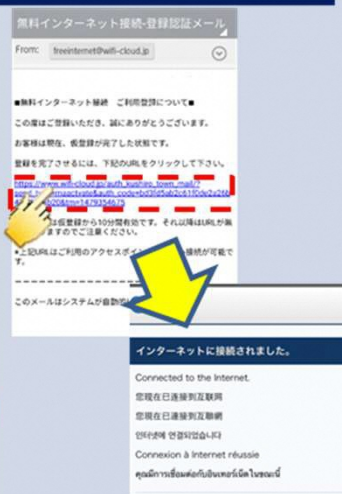 無料インターネット接続-登録認証メール
From: freeinternet@wifi-cloud.jp
■無料インターネット接続 ご利用登録について■
この度はご登録いただき、誠にありがとうございます。
お客様は現在、仮登録が完了した状態です。
登録を完了させるには、下記のURLをクリックして下さい。
https://www.wifi-cloud.jp/auth_kushiro_town_mail/?
は仮登録から10分間有効です。それ以降はURLが無
ますのでご注意ください。
*上記URLはご利用のアクセスポイ 接続が可能で
す。
このメールはシステムが自動的
インターネットに接続されました。
Connected to the Internet.
您现在已连接到互联网
您現在已連接到互聯網
인터넷에 연결되었습니다
Connexion à Internet réussie
คุณมีการเชื่อมต่อกับอินเทอร์เน็ตในขณะนี้